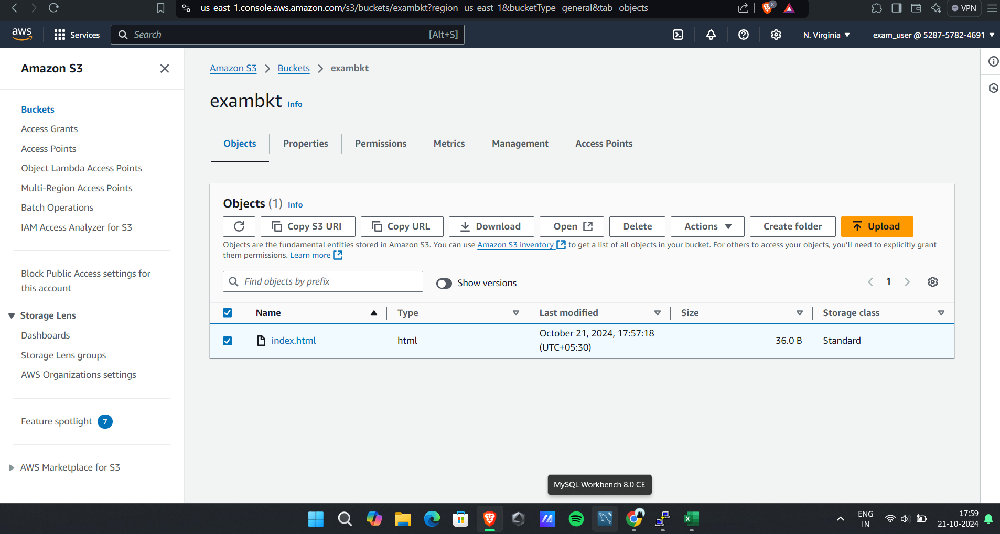 us-east-1.console.aws.amazon.com/s3/buckets/exambkt?region=us-east-1&bucketType=general&tab=objects
8
VPN
aws
Services
Search
[Alt+S]
N. Virginia
exam_user @ 5287-5782-4691
Amazon S3
Buckets
Access Grants
Access Points
Object Lambda Access Points
Multi-Region Access Points
Batch Operations
IAM Access Analyzer for S3
Block Public Access settings for
this account
Storage Lens
Dashboards
Storage Lens groups
AWS Organizations settings
Feature spotlight 7
AWS Marketplace for S3
Amazon S3 > Buckets > exambkt
exambkt Info
Objects
Properties
Permissions
Metrics
Management
Access Points
Objects (1) Info
Copy S3 URI
Copy URL
Download
Open
Delete
Actions
Create folder
Upload
Objects are the fundamental entities stored in Amazon S3. You can use Amazon S3 inventory to get a list of all objects in your bucket. For others to access your objects, you'll need to explicitly grant
them permissions. Learn more
Find objects by prefix
Show versions
1
Name
Type
Last modified
Size
Storage class
index.html
html
October 21, 2024, 17:57:18
(UTC+05:30)
36.0 B
Standard
MySQL Workbench 8.0 CE
ENG
IN
17:59
21-10-2024